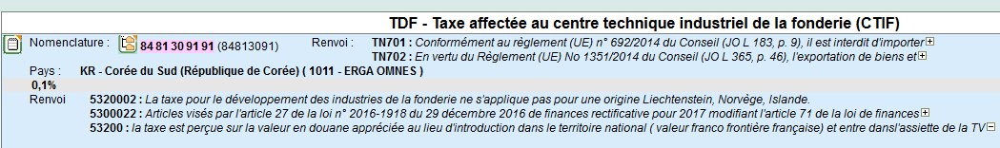 TDF - Taxe affectée au centre technique industriel de la fonderie (CTIF)
Nomenclature : 84 81 30 91 91 (84813091) Renvoi : TN701 : Conformément au règlement (UE) n° 692/2014 du Conseil (JO L 183, p. 9), il est interdit d'importer
TN702 : En vertu du Règlement (UE) No 1351/2014 du Conseil (JO L 365, p. 46), l'exportation de biens et
Pays : KR - Corée du Sud (République de Corée) ( 1011 - ERGA OMNES )
0,1%
Renvoi 5320022 : La taxe pour le développement des industries de la fonderie ne s'applique pas pour une origine Liechtenstein, Norvège, Islande.
5300022 : Articles visés par l'article 27 de la loi n° 2016-1918 du 29 décembre 2016 de finances rectificative pour 2017 modifiant l'article 71 de la loi de finances
53200 : la taxe est perçue sur la valeur en douane appréciée au lieu d'introduction dans le territoire national ( valeur franco frontière française) et entre dansl'assiette de la TV